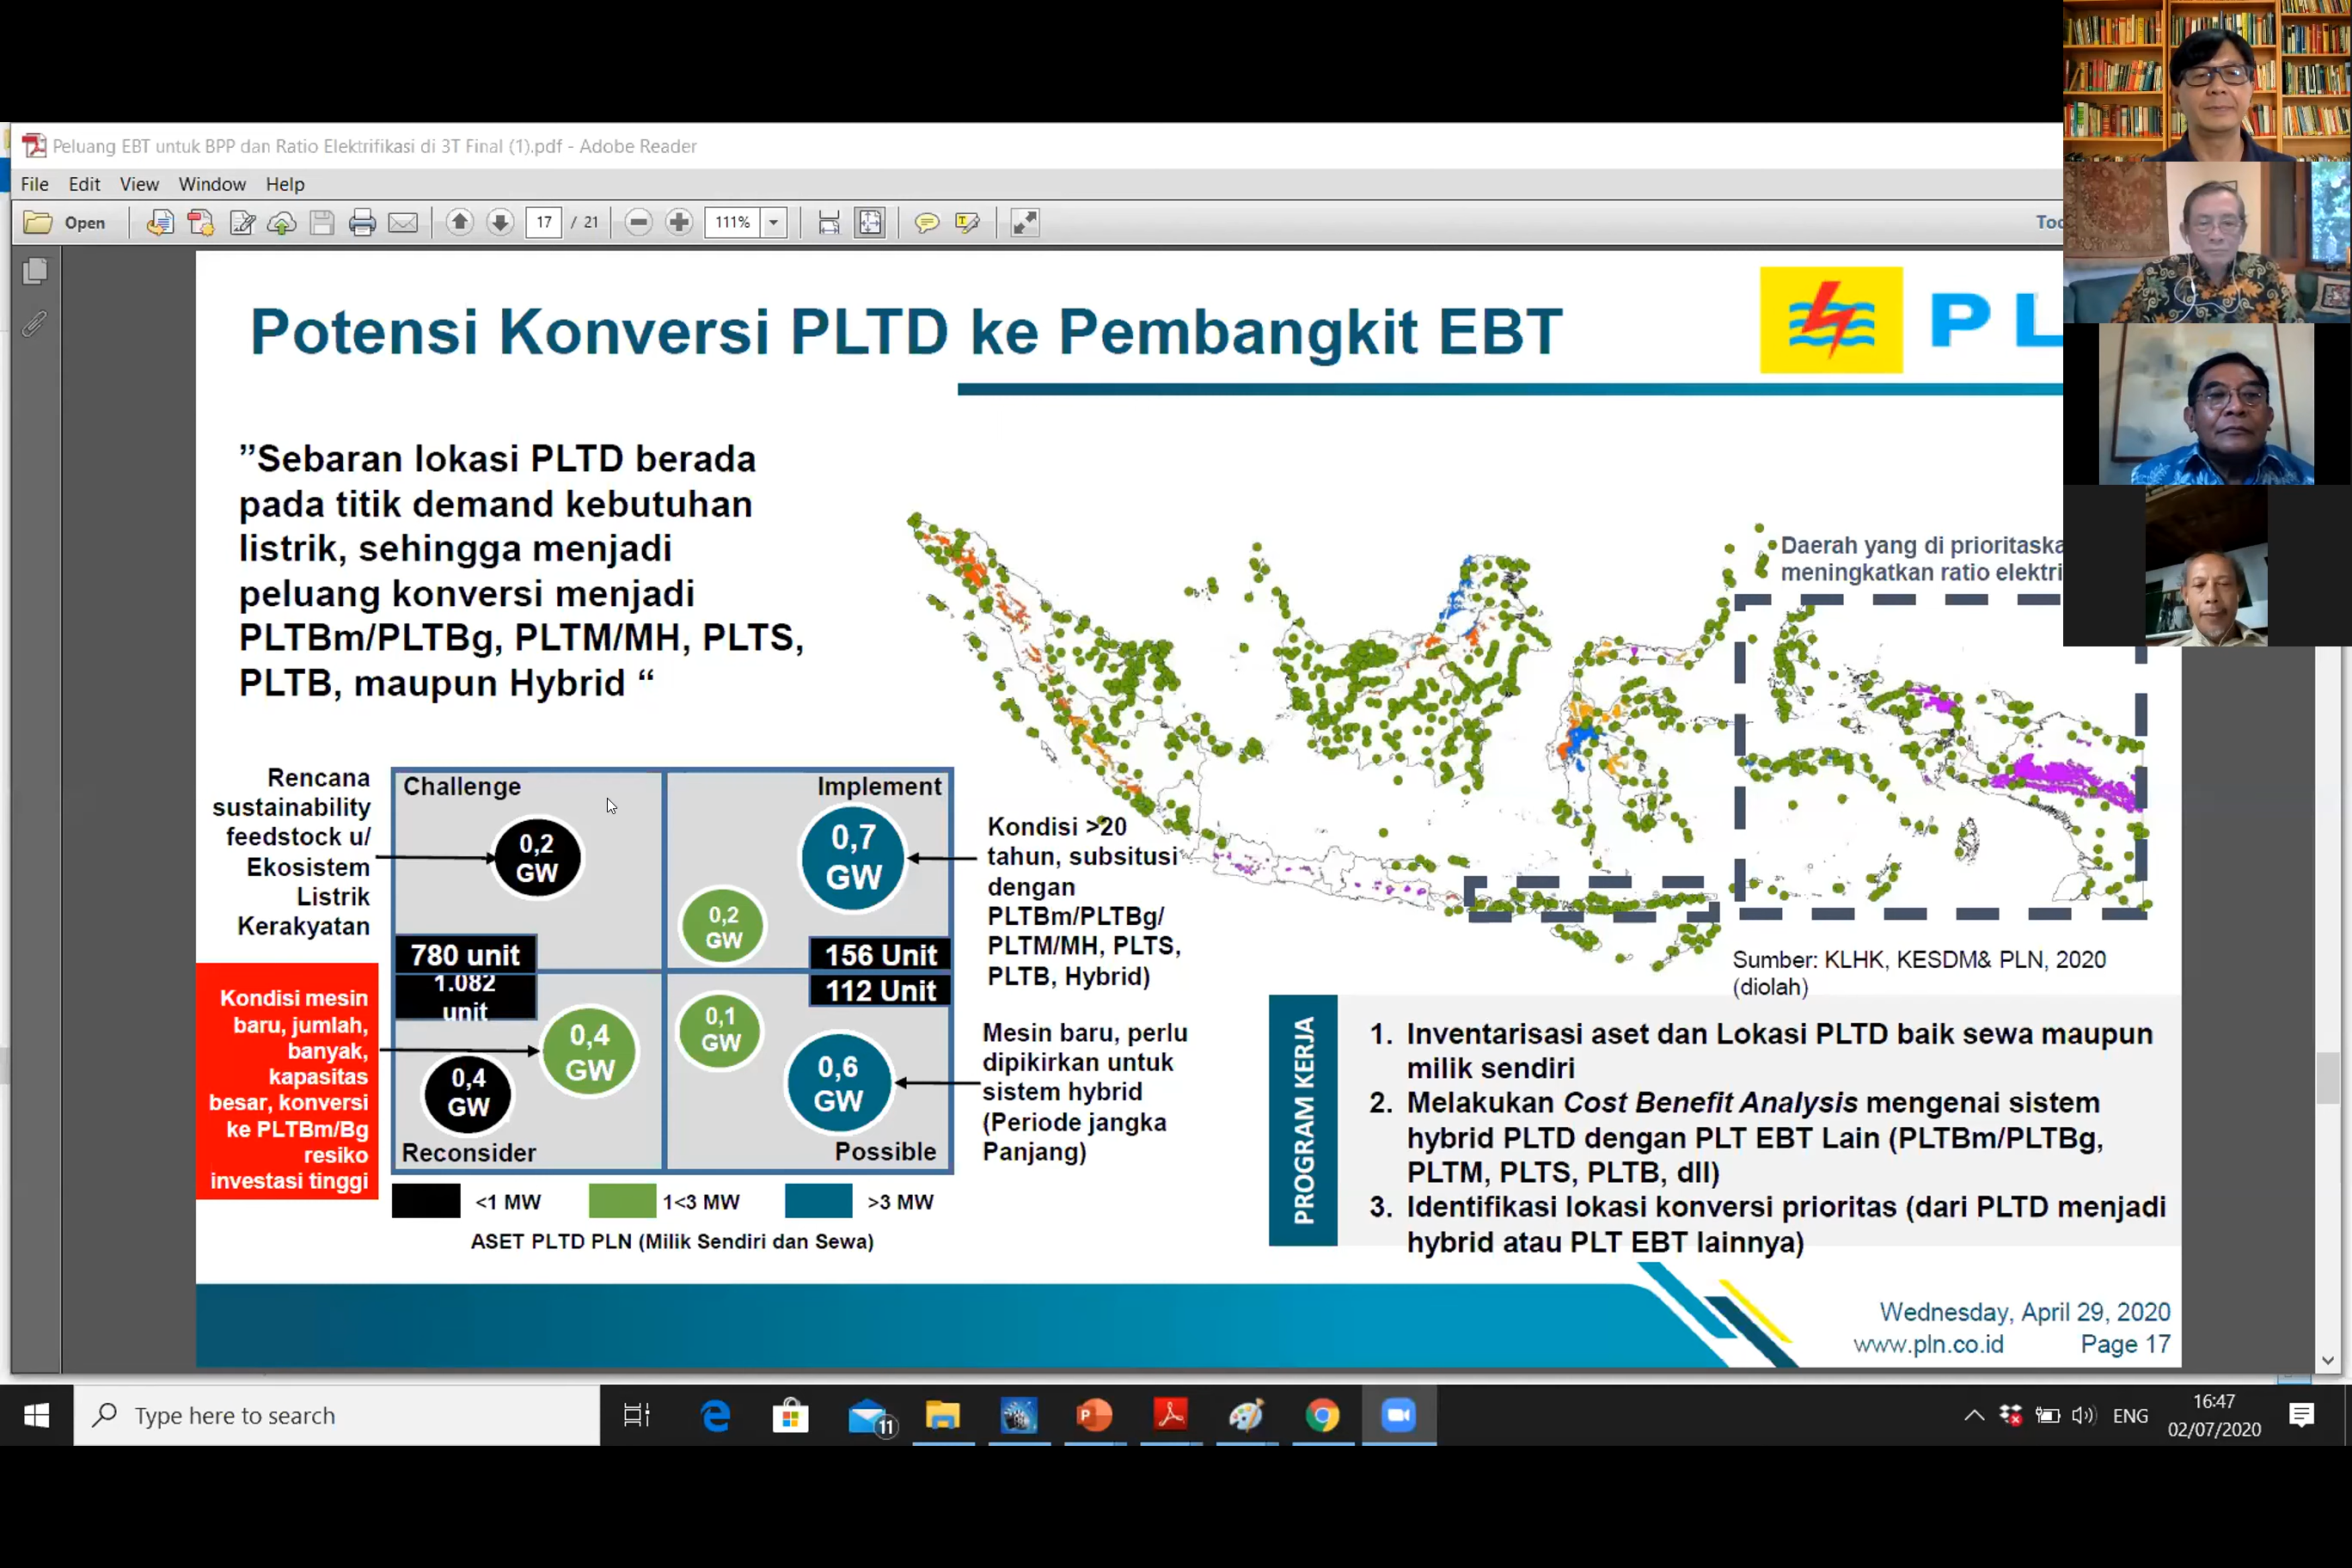 Peluang EBT untuk BPP dan Ratio Elektrifikasi di 3T Final (1).pdf - Adobe Reader
File Edit View Window Help
Open 17 / 21 111%
Potensi Konversi PLTD ke Pembangkit EBT
P L
”Sebaran lokasi PLTD berada
pada titik demand kebutuhan
listrik, sehingga menjadi
peluang konversi menjadi
PLTBm/PLTBg, PLTM/MH, PLTS,
PLTB, maupun Hybrid “
Daerah yang di
meningkatkan ratio
Rencana
sustainability
feedstock u/
Ekosistem
Listrik
Kerakyatan
Kondisi mesin
baru, jumlah,
banyak,
kapasitas
besar, konversi
ke PLTBm/Bg
resiko
investasi tinggi
Challenge
0,2
GW
780 unit
Implement
0,7
GW
0,2
GW
156 Unit
1.082
unit
0,4
GW
0,4
GW
Reconsider
112 Unit
0,1
GW
0,6
GW
Possible
<1 MW 1<3 MW >3 MW
ASET PLTD PLN (Milik Sendiri dan Sewa)
Kondisi >20
tahun, subsitusi
dengan
PLTBm/PLTBg/
PLTM/MH, PLTS,
PLTB, Hybrid)
Mesin baru, perlu
dipikirkan untuk
sistem hybrid
(Periode jangka
Panjang)
Sumber: KLHK, KESDM& PLN, 2020
(diolah)
PROGRAM KERJA
1. Inventarisasi aset dan Lokasi PLTD baik sewa maupun
milik sendiri
2. Melakukan Cost Benefit Analysis mengenai sistem
hybrid PLTD dengan PLT EBT Lain (PLTBm/PLTBg,
PLTM, PLTS, PLTB, dll)
3. Identifikasi lokasi konversi prioritas (dari PLTD menjadi
hybrid atau PLT EBT lainnya)
Wednesday, April 29, 2020
www.pln.co.id Page 17
Type here to search
11
ENG
16:47
02/07/2020